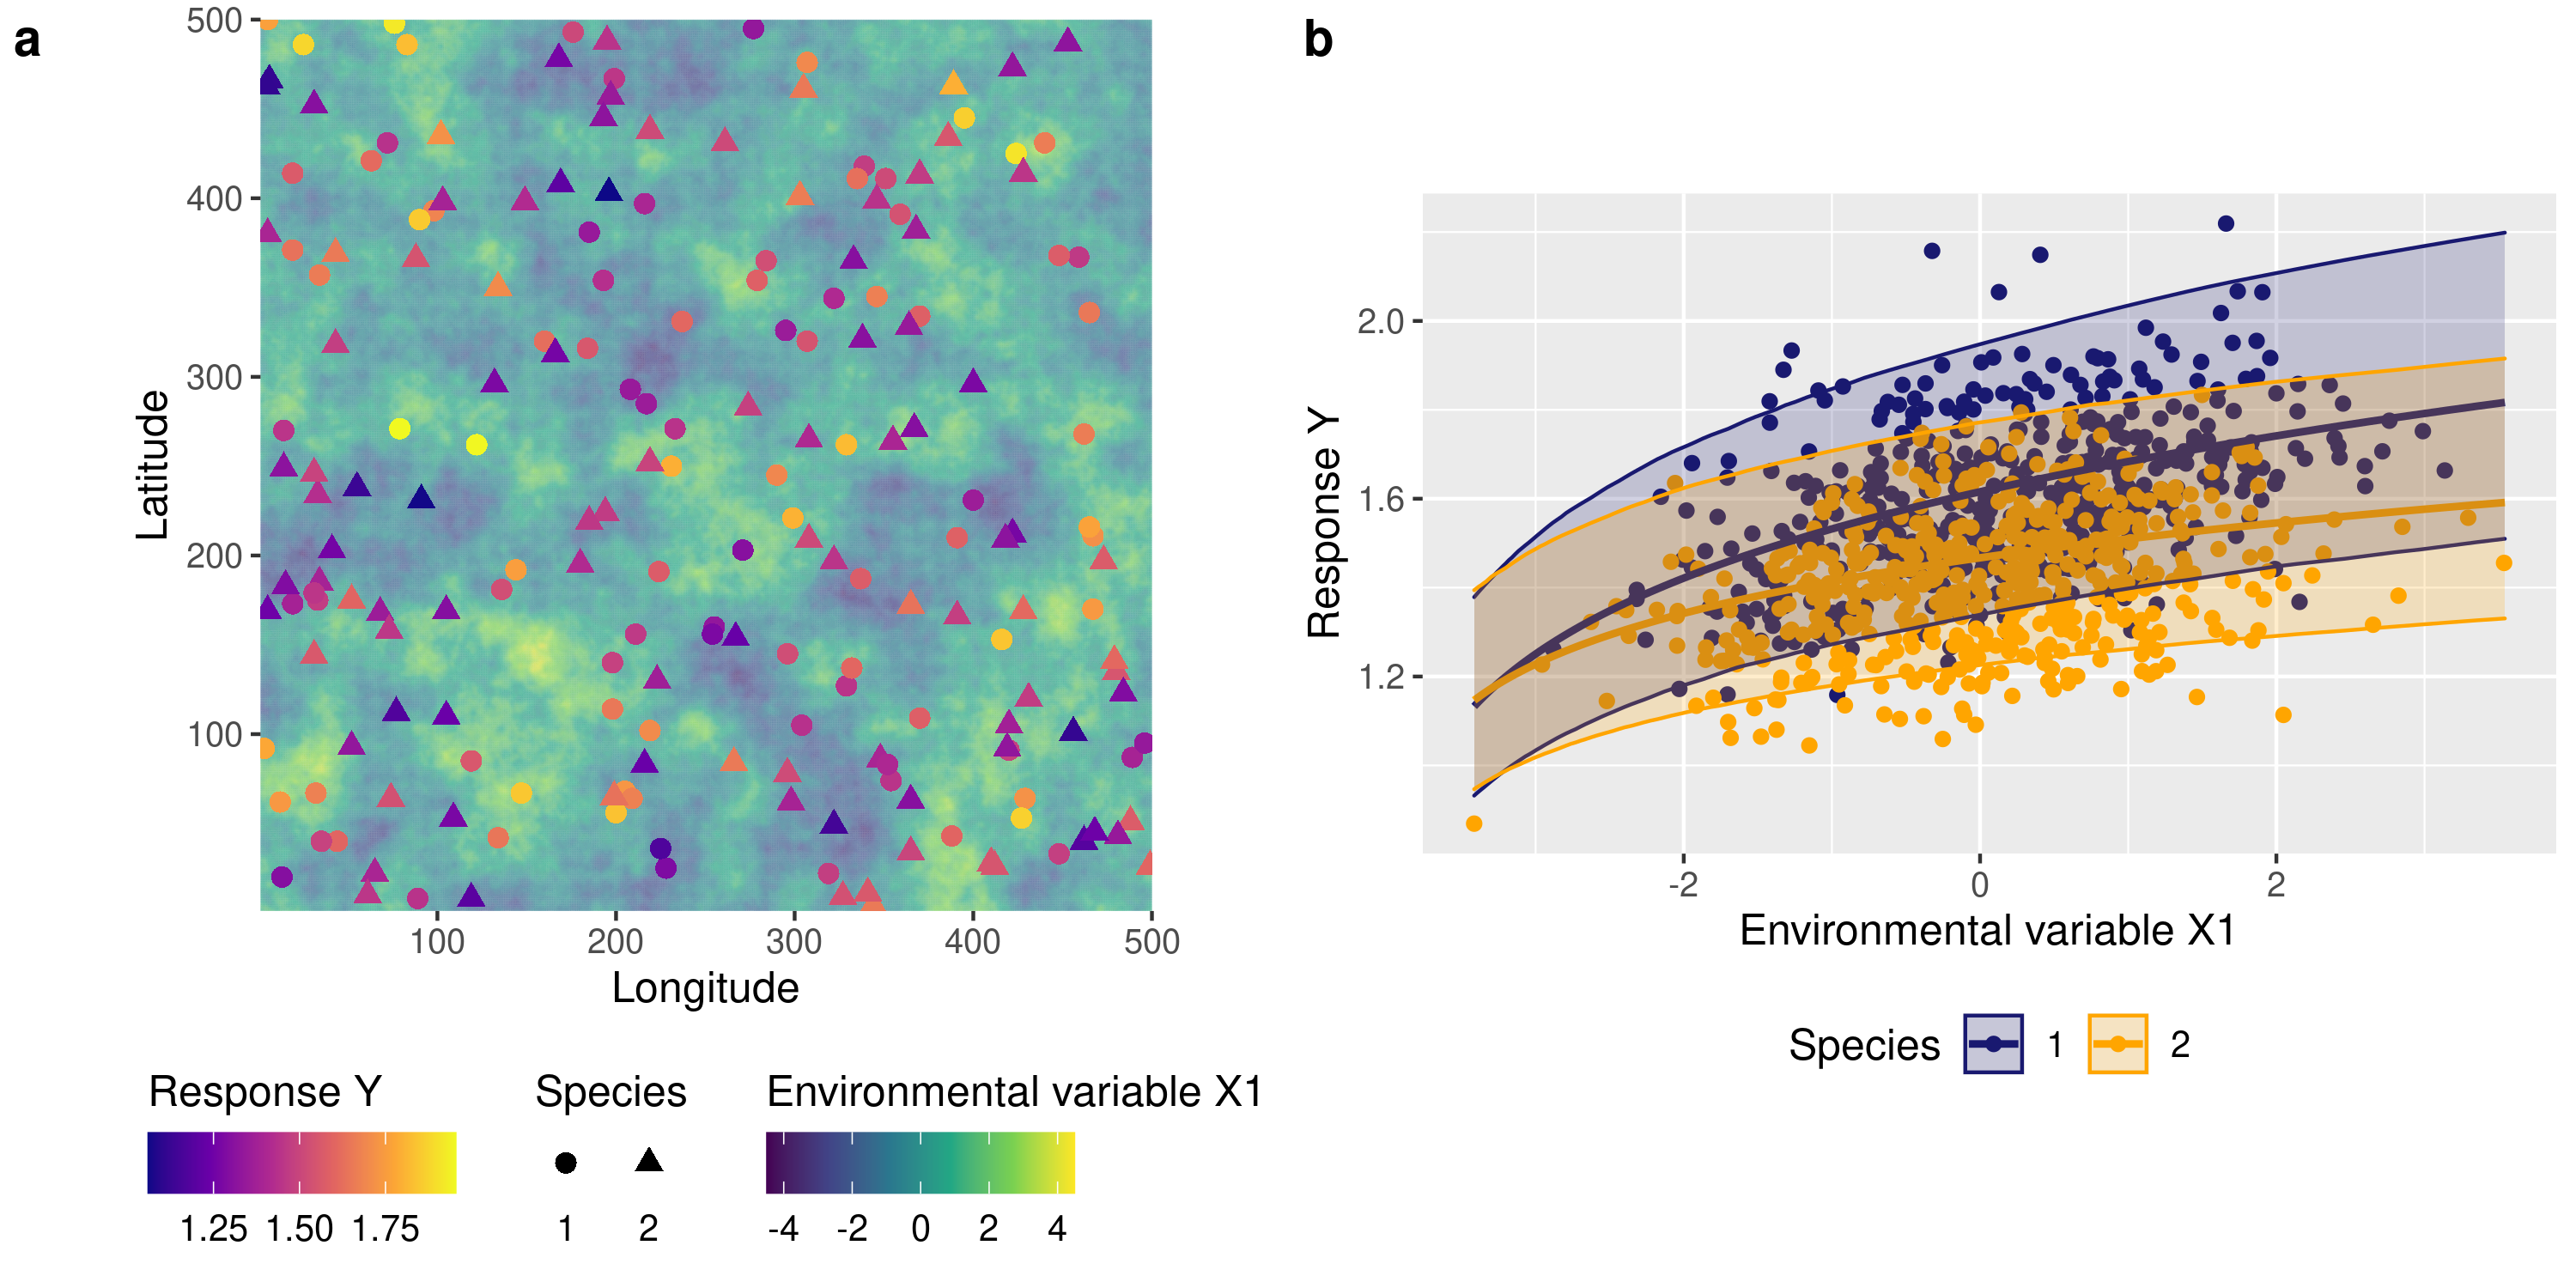 a
500
400
300
200
100
Latitude
100 200 300 400 500
Longitude
Response Y
1.25 1.50 1.75
Species
1 2
Environmental variable X1
-4 -2 0 2 4
b
2.0
1.6
1.2
Response Y
-2 0 2
Environmental variable X1
Species 1 2